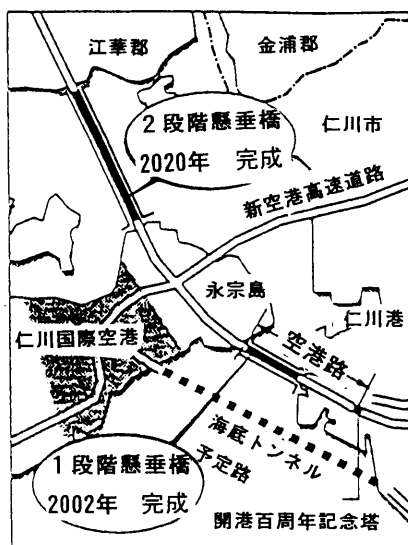 江華郡
金浦郡
2段階懸垂橋
2020年 完成
仁川市
新空港高速道路
永宗島
仁川港
仁川国際空港
空港路
海底トンネル
予定路
1段階懸垂橋
2002年 完成
開港百周年記念塔